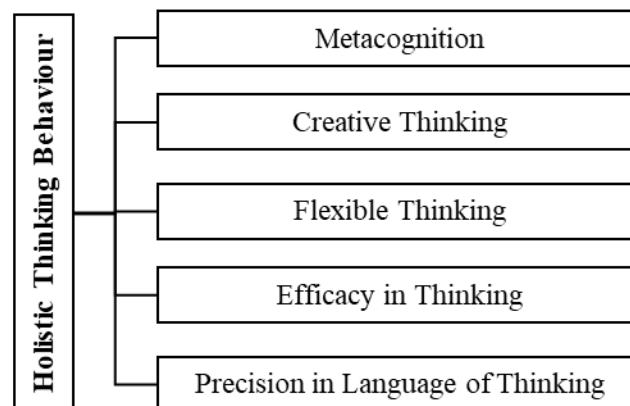 Holistic Thinking Behaviour
Metacognition
Creative Thinking
Flexible Thinking
Efficacy in Thinking
Precision in Language of Thinking